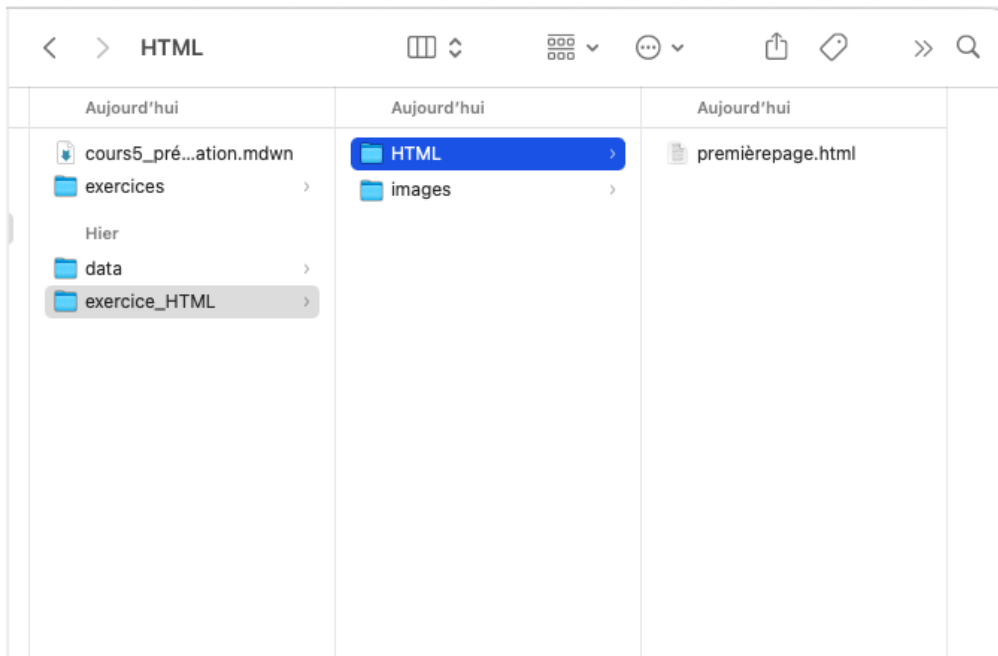 HTML
Aujourd'hui
cours5_pré...ation.mdwn
exercices
Hier
data
exercice_HTML
Aujourd'hui
HTML
images
Aujourd'hui
premièrepage.html